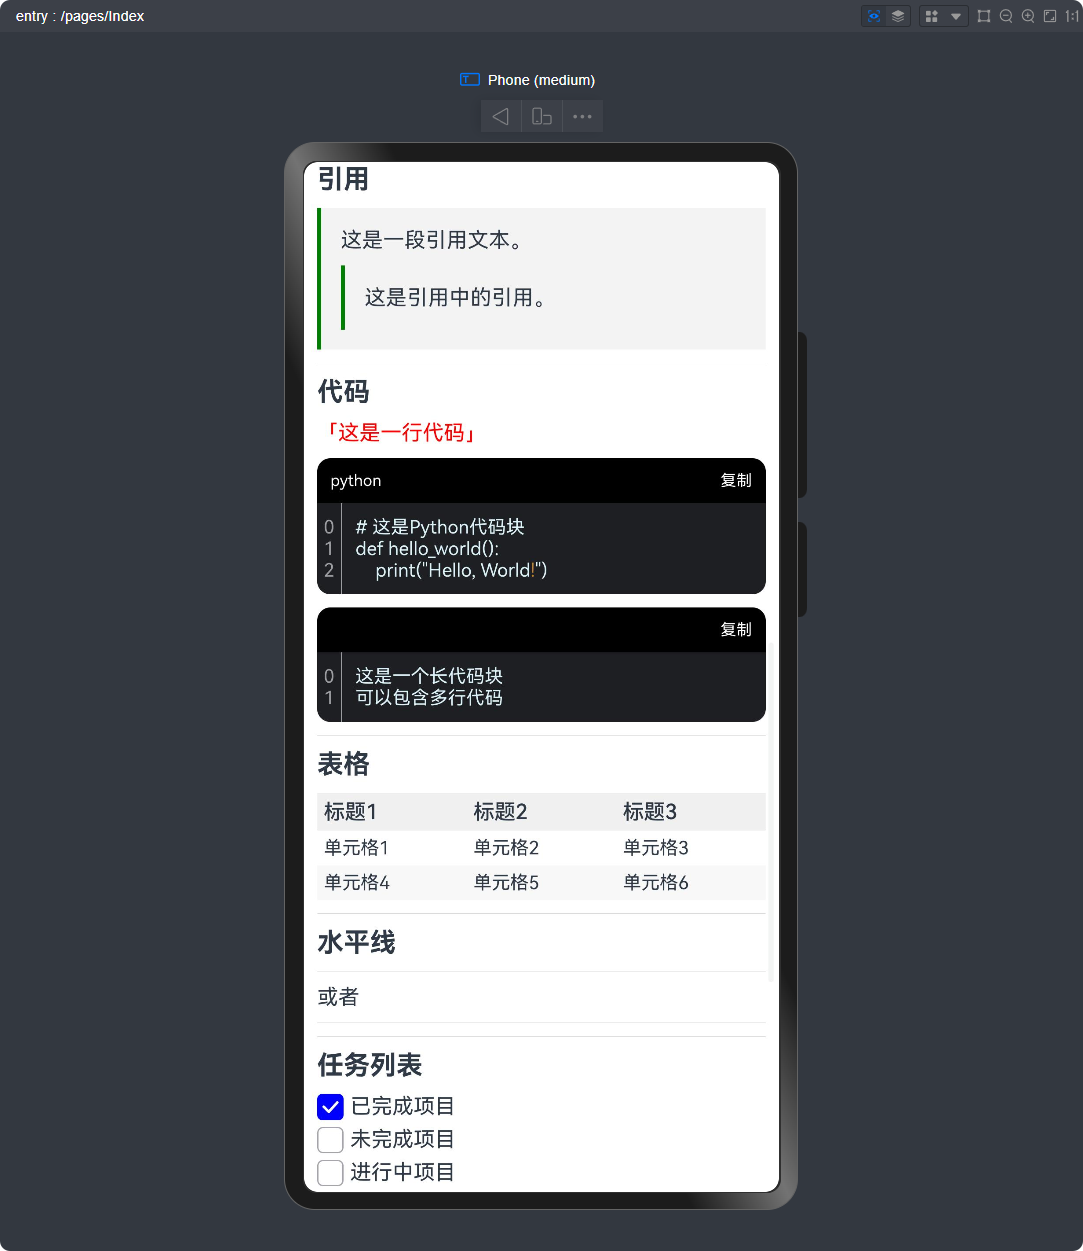 entry : /pages/Index
1:1
Phone (medium)
引用
这是一段引用文本。
这是引用中的引用。
代码
「这是一行代码」
python 复制
0 # 这是Python代码块
1 def hello_world():
2 print("Hello, World!")
复制
0 这是一个长代码块
1 可以包含多行代码
表格
标题1 标题2 标题3
单元格1 单元格2 单元格3
单元格4 单元格5 单元格6
水平线
或者
任务列表
已完成项目
未完成项目
进行中项目